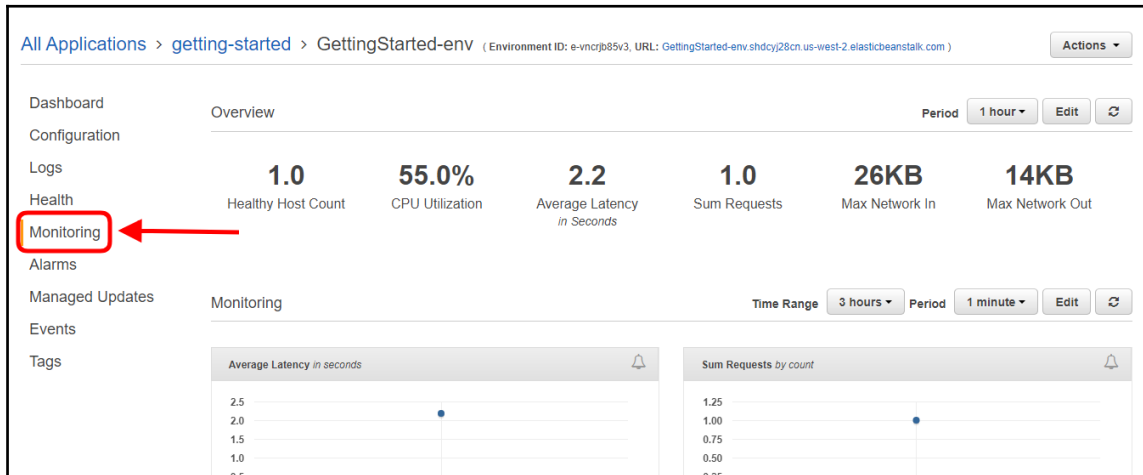 All Applications > getting-started > GettingStarted-env ( Environment ID: e-vncrjb85v3, URL: GettingStarted-env.shdcyj28cn.us-west-2.elasticbeanstalk.com )
Actions
Dashboard
Configuration
Logs
Health
Monitoring
Alarms
Managed Updates
Events
Tags
Overview
Period 1 hour Edit
1.0
Healthy Host Count
55.0%
CPU Utilization
2.2
Average Latency
in Seconds
1.0
Sum Requests
26KB
Max Network In
14KB
Max Network Out
Monitoring
Time Range 3 hours Period 1 minute Edit
Average Latency in seconds
2.5
2.0
1.5
1.0
Sum Requests by count
1.25
1.00
0.75
0.50